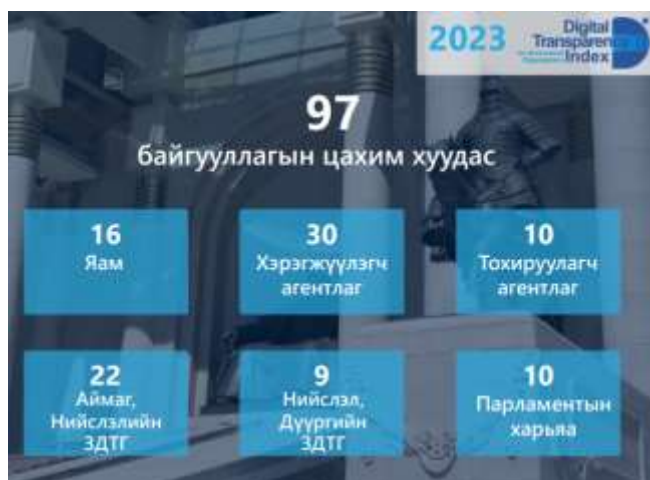 2023
Digital
Transparency
Index
97
байгууллагын цахим хуудас
16
Яам
30
Хэрэгжүүлэгч
агентлаг
10
Тохируулагч
агентлаг
22
Аймаг,
Нийслэлийн
ЗДТГ
9
Нийслэл,
Дүүргийн
ЗДТГ
10
Парламентын
харьяа